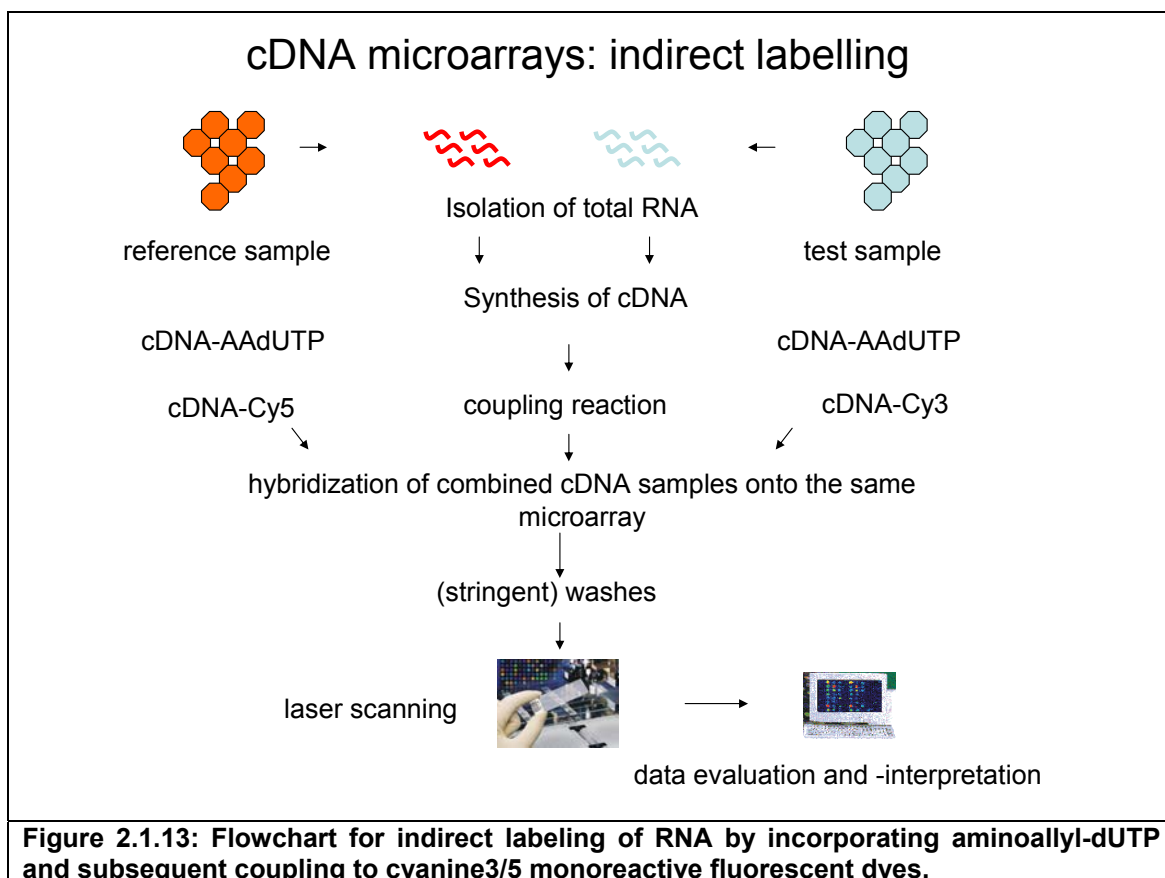 cDNA microarrays: indirect labelling
Isolation of total RNA
reference sample
test sample
Synthesis of cDNA
cDNA-AAdUTP
cDNA-AAdUTP
cDNA-Cy5
coupling reaction
cDNA-Cy3
hybridization of combined cDNA samples onto the same
microarray
(stringent) washes
laser scanning
data evaluation and -interpretation
Figure 2.1.13: Flowchart for indirect labeling of RNA by incorporating aminoallyl-dUTP
and subsequent coupling to cyanine3/5 monoreactive fluorescent dyes.